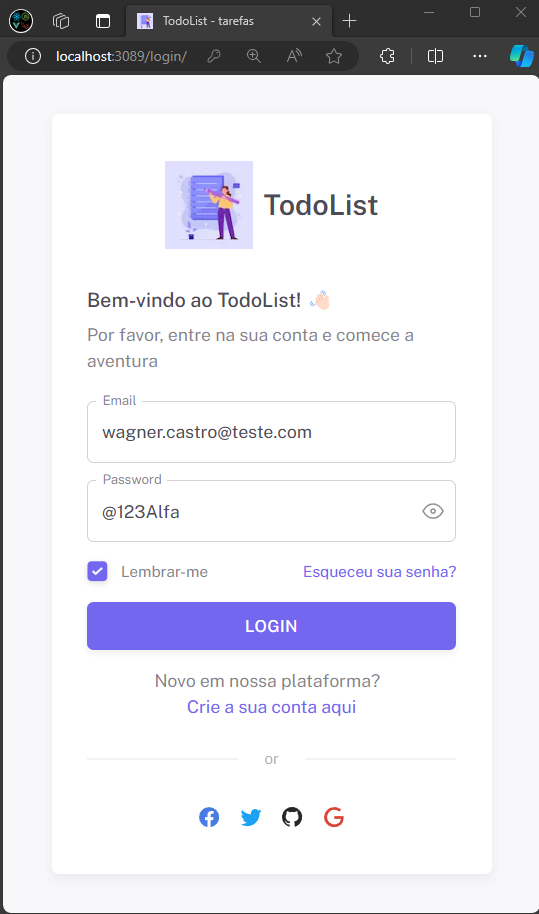 TodoList - tarefas
localhost:3089/login/
TodoList
Bem-vindo ao TodoList! 👋🏻
Por favor, entre na sua conta e comece a
aventura
Email
wagner.castro@teste.com
Password
@123Alfa
Lembrar-me
Esqueceu sua senha?
LOGIN
Novo em nossa plataforma?
Crie a sua conta aqui
or